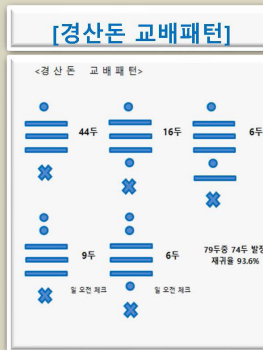 [경산돈 교배패턴]
<경산돈 교배패턴>
44두
16두
6두
9두
6두
79두중 74두 발정
재귀율 93.6%
일 오전 체크
일 오전 체크